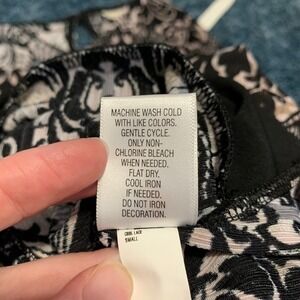 MACHINE WASH COLD
WITH LIKE COLORS.
GENTLE CYCLE.
ONLY NON-
CHLORINE BLEACH
WHEN NEEDED.
FLAT DRY.
COOL IRON
IF NEEDED.
DO NOT IRON
DECORATION.
SMALL